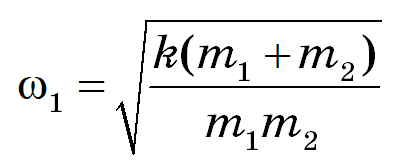 ω₁ = √(k(m₁ + m₂) / m₁m₂)